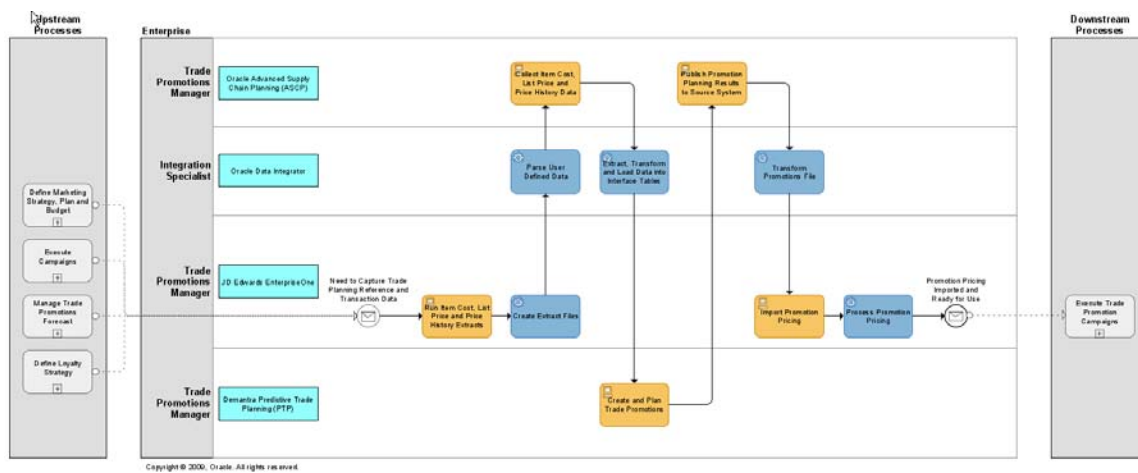 Upstream
Processes
Enterprise
Downstream
Processes
Trade
Promotions
Manager
Oracle Advanced Supply
Chain Planning (ASCP)
Collect Item Cost,
List Price and
Price History Data
Publish Promotion
Planning Results
to Source System
Integration
Specialist
Oracle Data Integrator
Parse User
Defined Data
Extract, Transform
and Load Data into
Interface Tables
Transform
Promotions File
Define Marketing
Strategy, Plan and
Budget
Execute
Campaigns
Manage Trade
Promotions
Forecast
Define Loyalty
Strategy
Trade
Promotions
Manager
JD Edwards EnterpriseOne
Need to Capture Trade
Planning Reference and
Transaction Data
Run Item Cost, List
Price and Price
History Extracts
Create Extract Files
Import Promotion
Pricing
Process Promotion
Pricing
Promotion Pricing
Imported and
Ready for Use
Execute Trade
Promotion
Campaigns
Trade
Promotions
Manager
Demantra Predictive Trade
Planning (PTP)
Create and Plan
Trade Promotions
Copyright © 2009, Oracle. All rights reserved.